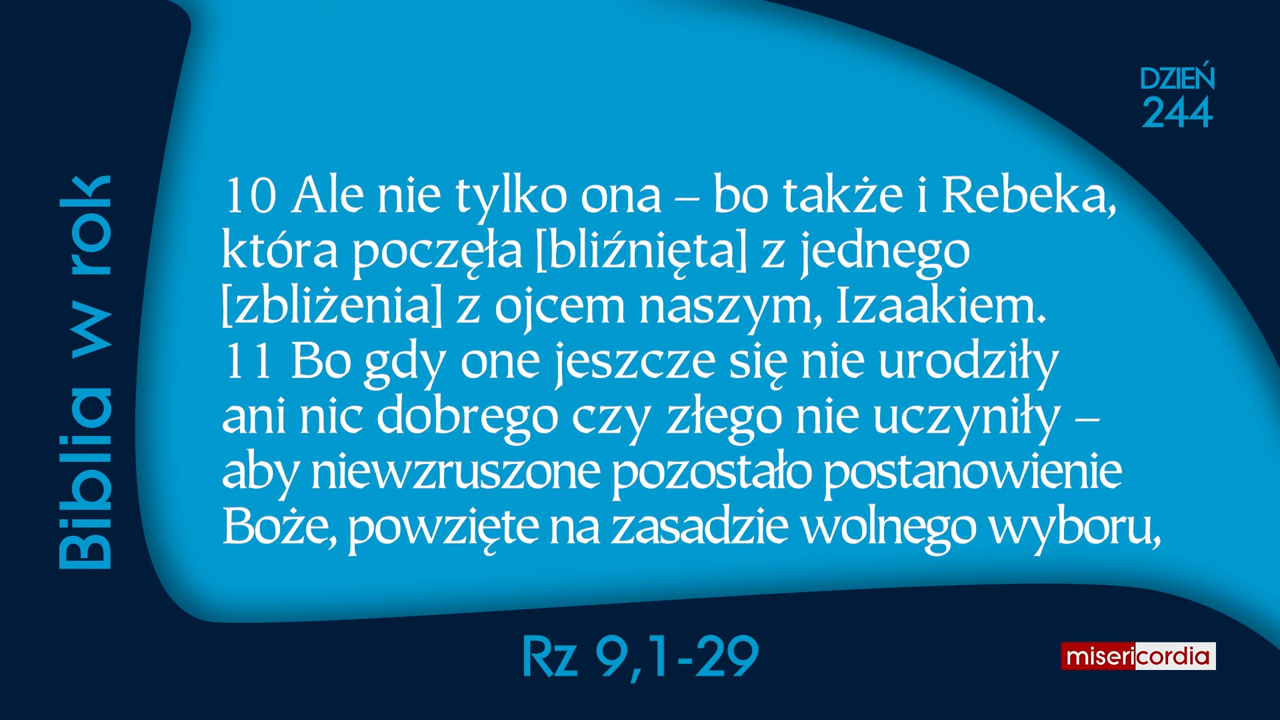 DZIEŃ
244
Biblia w rok
10 Ale nie tylko ona – bo także i Rebeka,
która poczęła [bliźnięta] z jednego
[zbliżenia] z ojcem naszym, Izaakiem.
11 Bo gdy one jeszcze się nie urodziły
ani nic dobrego czy złego nie uczyniły –
aby niewzruszone pozostało postanowienie
Boże, powzięte na zasadzie wolnego wyboru,
Rz 9,1-29
misericordia